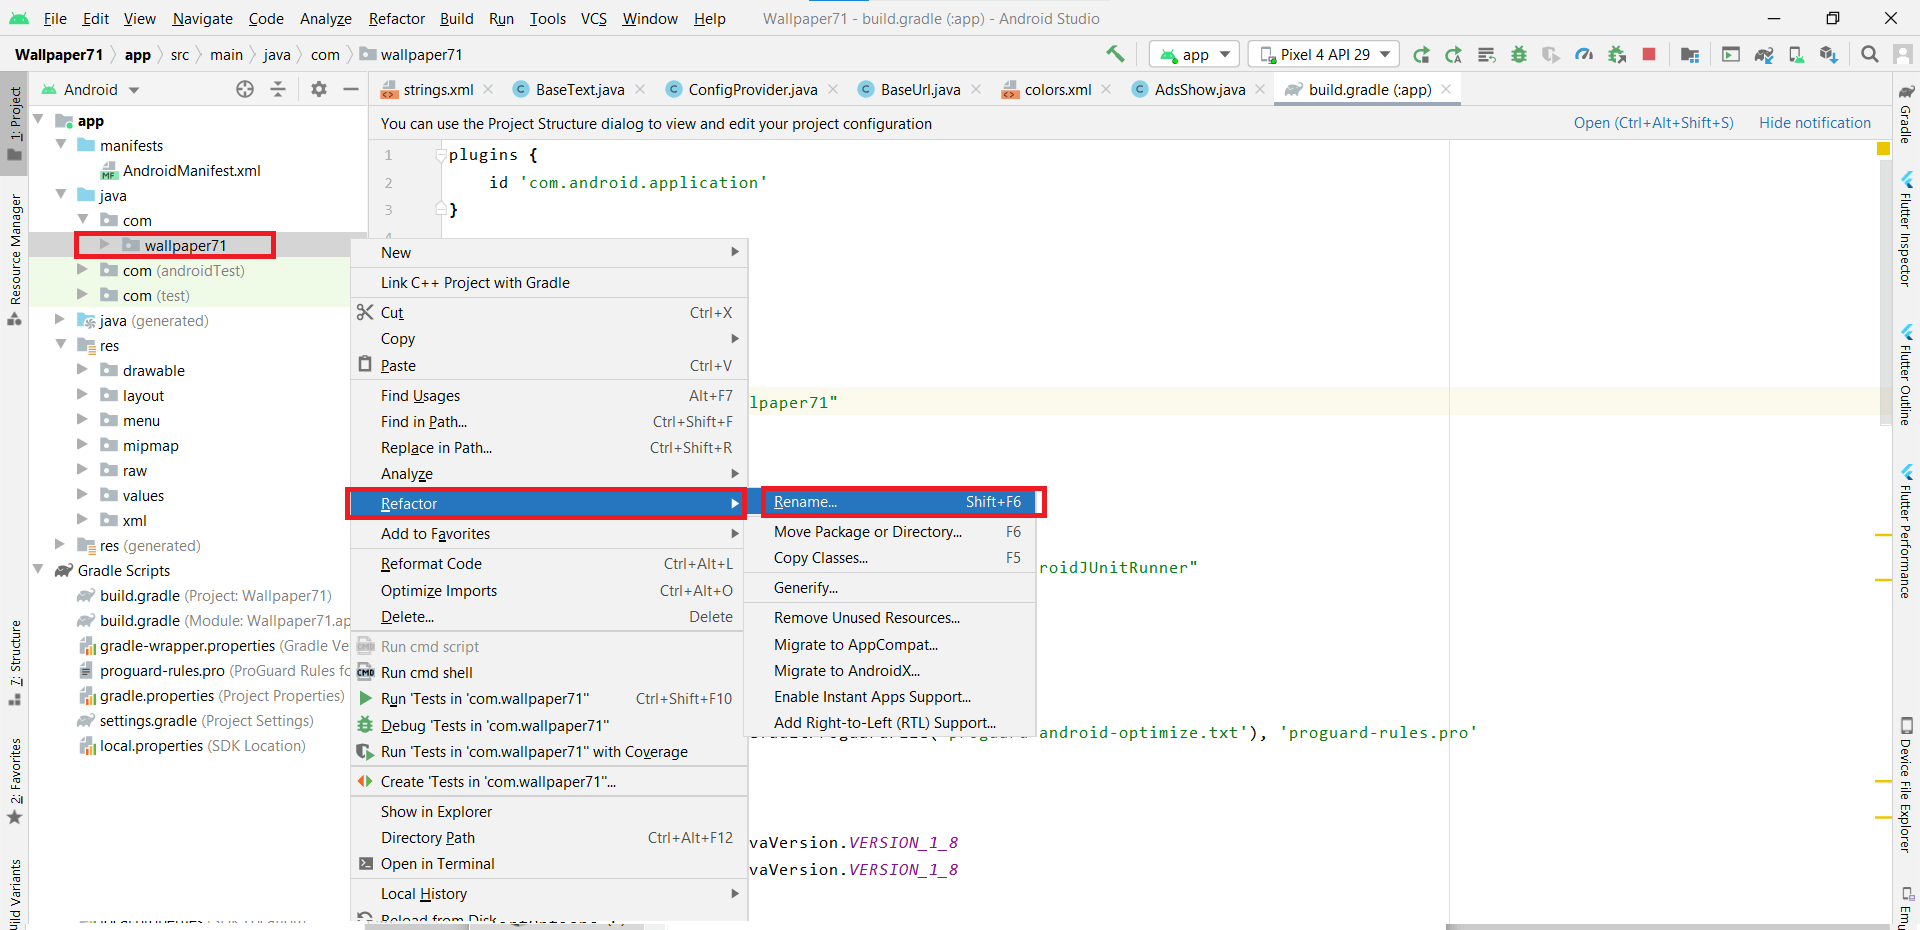 File Edit View Navigate Code Analyze Refactor Build Run Tools VCS Window Help Wallpaper71 - build.gradle (:app) - Android Studio
Wallpaper71 app src main java com wallpaper71 app Pixel 4 API 29
Android strings.xml BaseText.java ConfigProvider.java BaseUrl.java colors.xml AdsShow.java build.gradle (:app)
You can use the Project Structure dialog to view and edit your project configuration Open (Ctrl+Alt+Shift+S) Hide notification
1: Project
Resource Manager
7: Structure
2: Favorites
app
manifests
AndroidManifest.xml
java
com
wallpaper71
com (androidTest)
com (test)
java (generated)
res
drawable
layout
menu
mipmap
raw
values
xml
res (generated)
Gradle Scripts
build.gradle (Project: Wallpaper71)
build.gradle (Module: Wallpaper71.ap
gradle-wrapper.properties (Gradle Ve
proguard-rules.pro (ProGuard Rules fo
gradle.properties (Project Properties)
settings.gradle (Project Settings)
local.properties (SDK Location)
1 plugins {
2 id 'com.android.application'
3 }
4
lpaper71"
roidJUnitRunner"
android-optimize.txt'), 'proguard-rules.pro'
vaVersion.VERSION_1_8
vaVersion.VERSION_1_8
New
Link C++ Project with Gradle
Cut Ctrl+X
Copy
Paste Ctrl+V
Find Usages Alt+F7
Find in Path... Ctrl+Shift+F
Replace in Path... Ctrl+Shift+R
Analyze
Refactor
Add to Favorites
Reformat Code Ctrl+Alt+L
Optimize Imports Ctrl+Alt+O
Delete... Delete
Run cmd script
Run cmd shell
Run 'Tests in 'com.wallpaper71'' Ctrl+Shift+F10
Debug 'Tests in 'com.wallpaper71''
Run 'Tests in 'com.wallpaper71'' with Coverage
Create 'Tests in 'com.wallpaper71''...
Show in Explorer
Directory Path Ctrl+Alt+F12
Open in Terminal
Local History
Reload from Disk
Rename... Shift+F6
Move Package or Directory... F6
Copy Classes... F5
Generify...
Remove Unused Resources...
Migrate to AppCompat...
Migrate to AndroidX...
Enable Instant Apps Support...
Add Right-to-Left (RTL) Support...
Gradle
Flutter Inspector
Flutter Outline
Flutter Performance
Device File Explorer
Emu